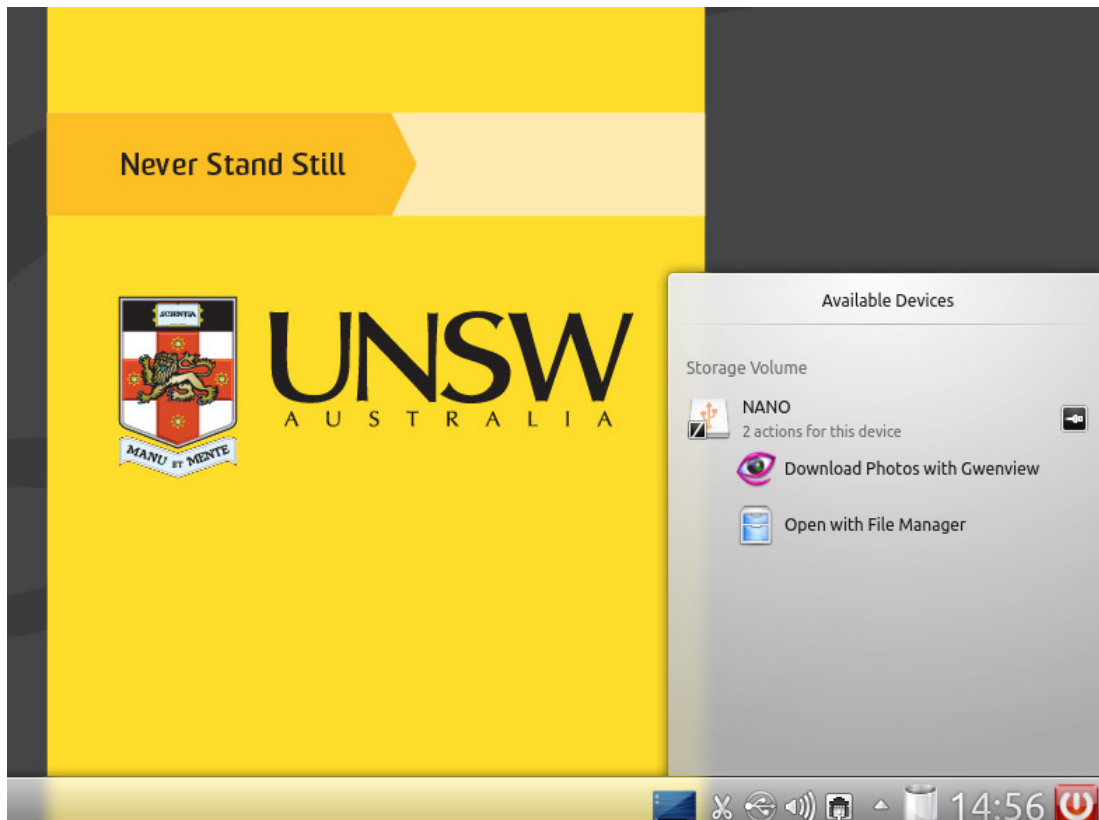 Never Stand Still
SCIENTIA
UNSW
AUSTRALIA
MANU ET MENTE
Available Devices
Storage Volume
NANO
2 actions for this device
Download Photos with Gwenview
Open with File Manager
14:56